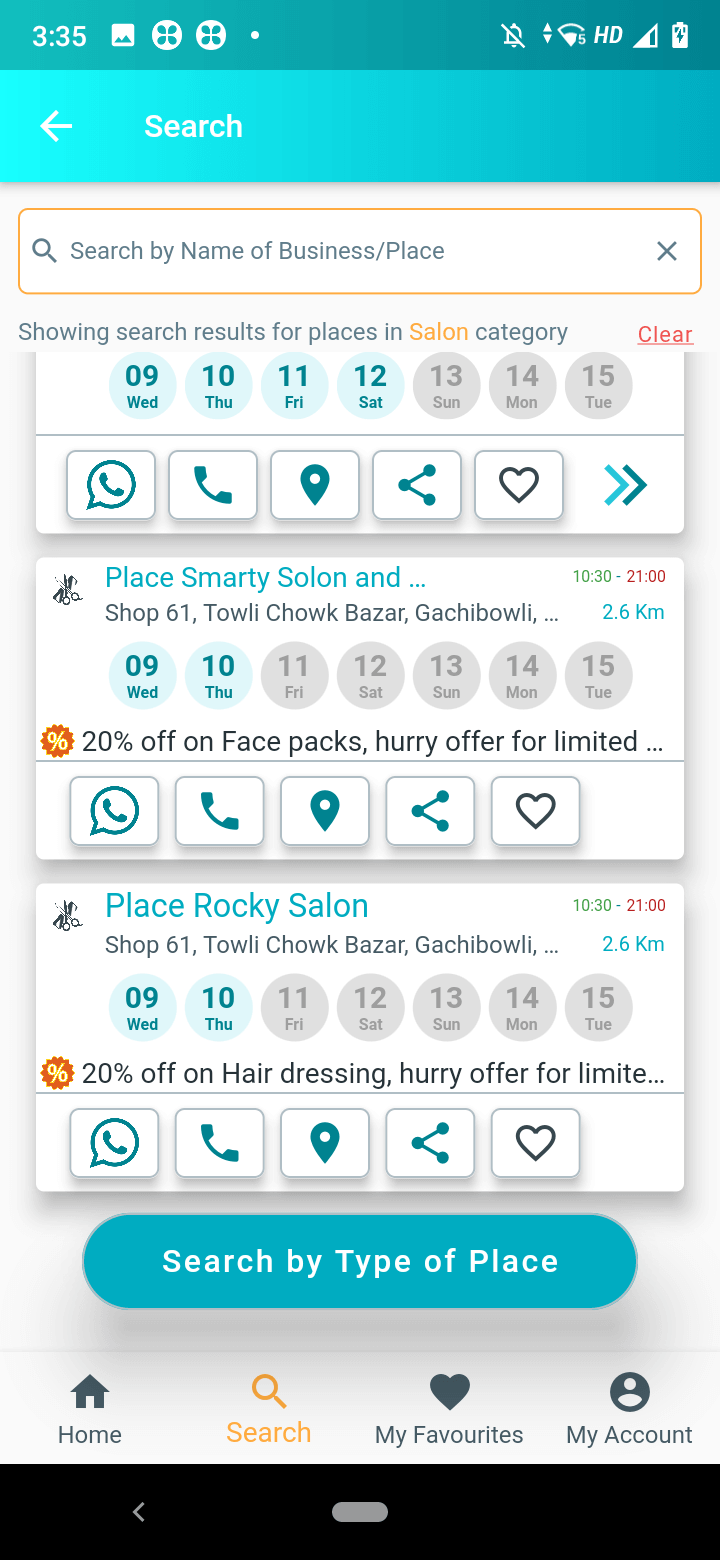 3:35 5 HD
Search
Search by Name of Business/Place
Showing search results for places in Salon category Clear
09 10 11 12 13 14 15
Wed Thu Fri Sat Sun Mon Tue
Place Smarty Solon and ... 10:30 - 21:00
Shop 61, Towli Chowk Bazar, Gachibowli, ... 2.6 Km
09 10 11 12 13 14 15
Wed Thu Fri Sat Sun Mon Tue
% 20% off on Face packs, hurry offer for limited ...
Place Rocky Salon 10:30 - 21:00
Shop 61, Towli Chowk Bazar, Gachibowli, ... 2.6 Km
09 10 11 12 13 14 15
Wed Thu Fri Sat Sun Mon Tue
% 20% off on Hair dressing, hurry offer for limite...
Search by Type of Place
Home Search My Favourites My Account